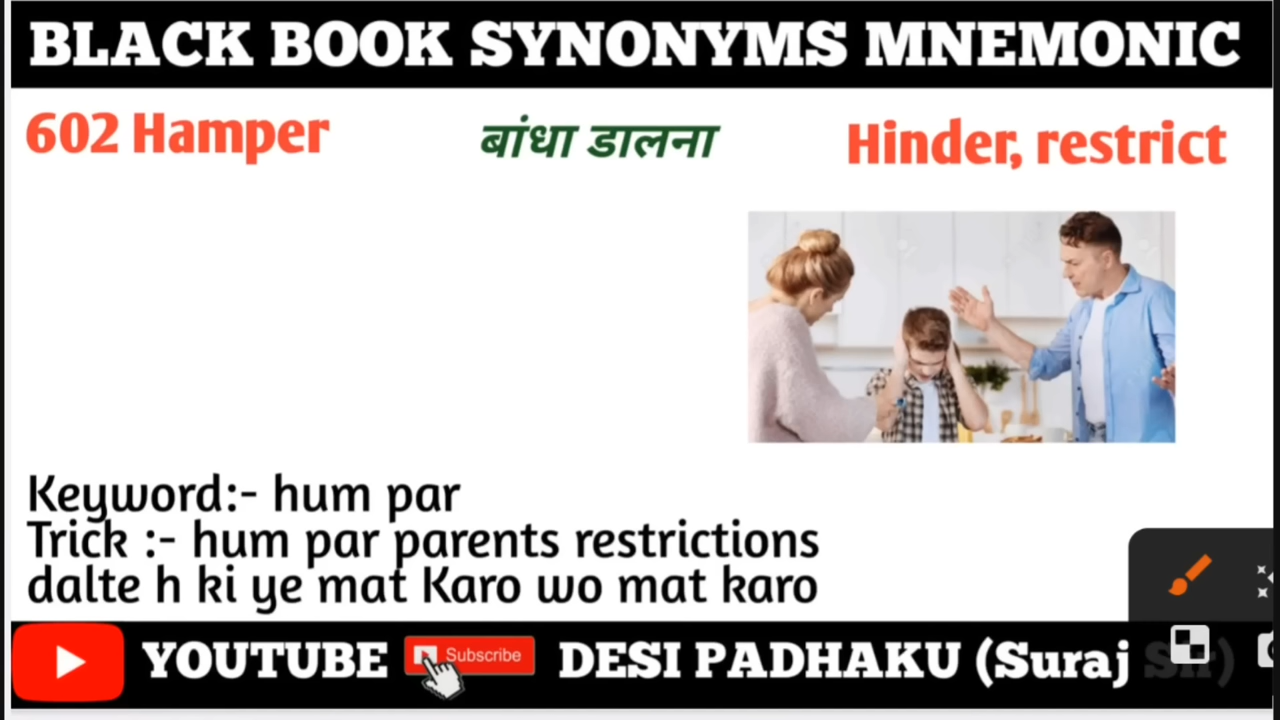 BLACK BOOK SYNONYMS MNEMONIC
602 Hamper बांधा डालना Hinder, restrict
Keyword:- hum par
Trick :- hum par parents restrictions
dalte h ki ye mat Karo wo mat karo
YOUTUBE Subscribe DESI PADHAKU (Suraj Sir)